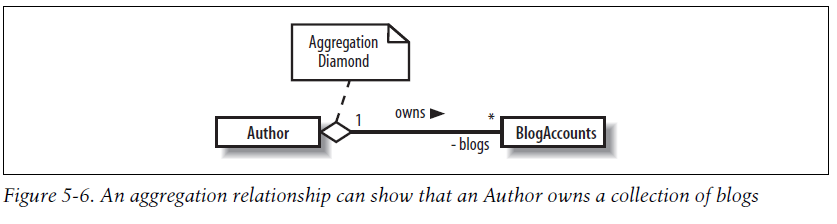 Aggregation
Diamond
Author
1
owns ►
*
- blogs
BlogAccounts
Figure 5-6. An aggregation relationship can show that an Author owns a collection of blogs